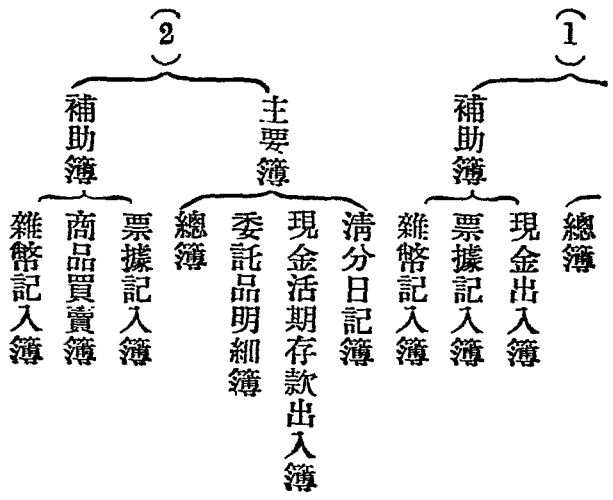 (1)
總簿
補助簿
現金出入簿
票據記入簿
雜幣記入簿
(2)
主要簿
清分日記簿
現金活期存款出入簿
委託品明細簿
總簿
補助簿
票據記入簿
商品買賣簿
雜幣記入簿